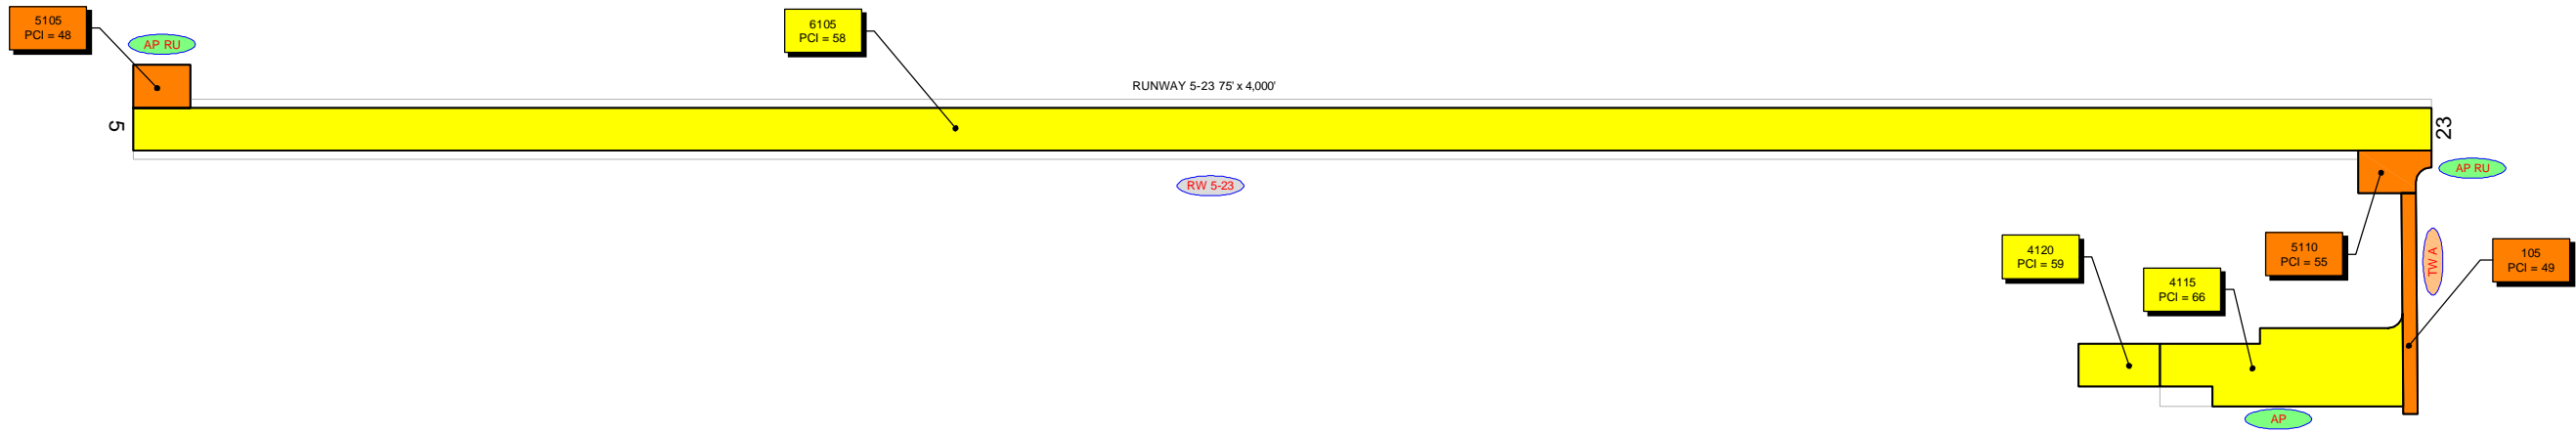 5105
PCI = 48
AP RU
6105
PCI = 58
RUNWAY 5-23 75' x 4,000'
5
23
RW 5-23
AP RU
4120
PCI = 59
4115
PCI = 66
5110
PCI = 55
TW A
105
PCI = 49
AP